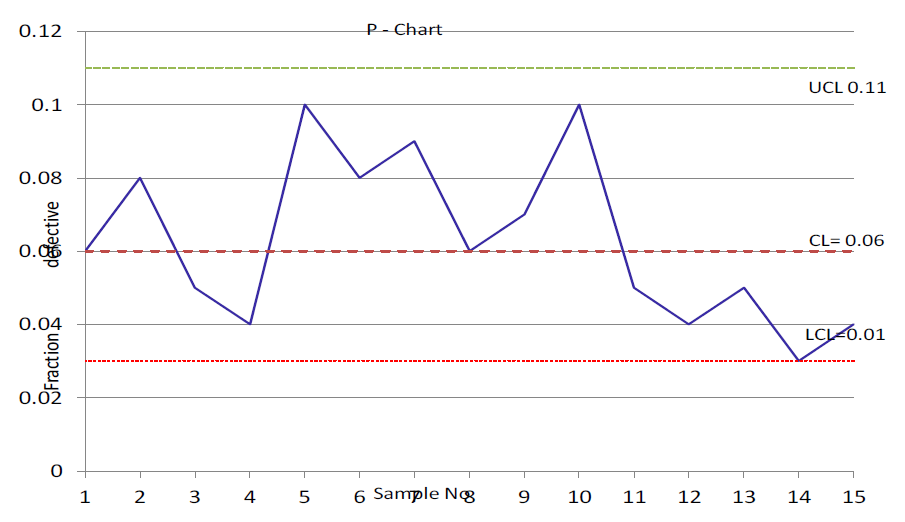 P - Chart
0.12
UCL 0.11
0.1
0.08
CL= 0.06
0.06
0.04
LCL=0.01
0.02
0
Fraction defective
1 2 3 4 5 6 7 8 9 10 11 12 13 14 15
Sample No